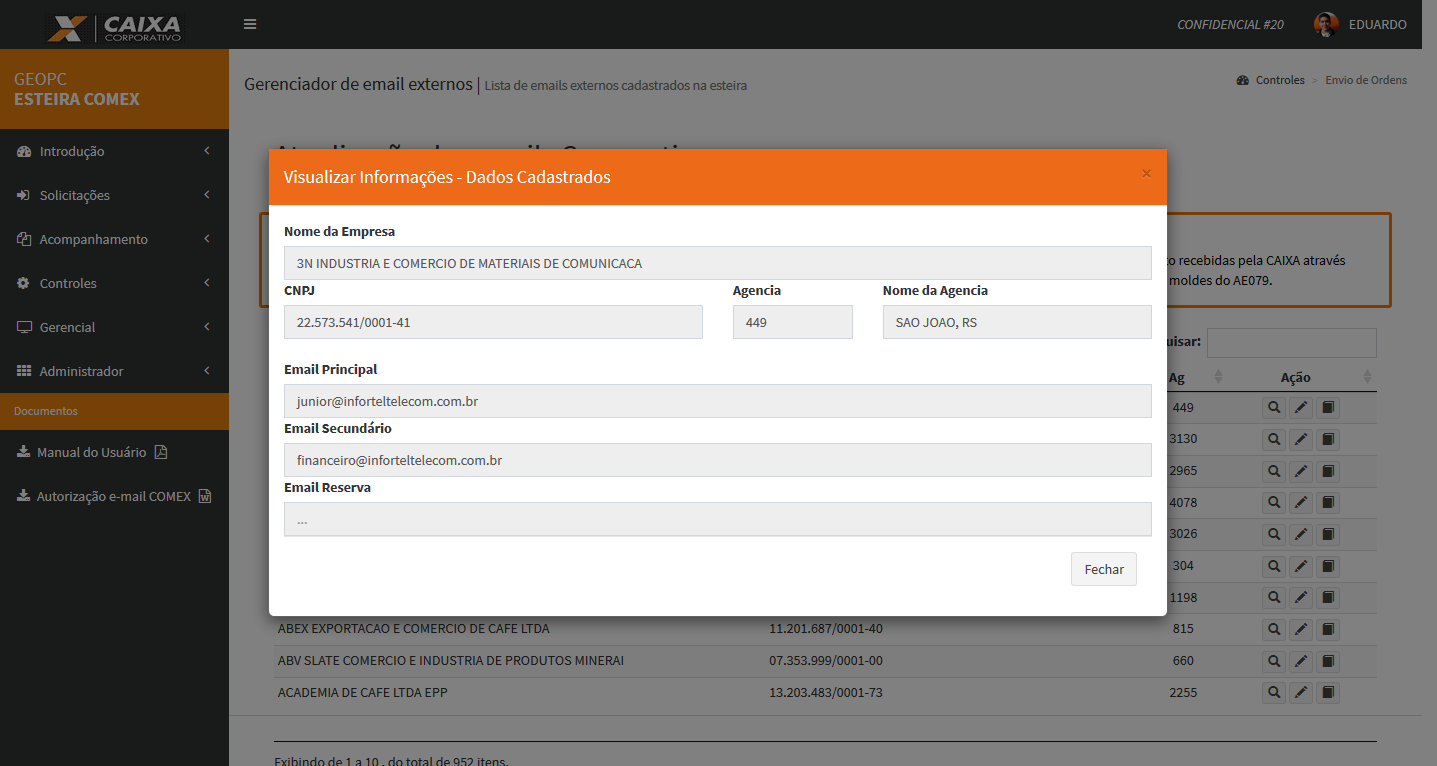 CAIXA
CORPORATIVO
CONFIDENCIAL #20
EDUARDO
GEOPC
ESTEIRA COMEX
Introdução
Solicitações
Acompanhamento
Controles
Gerencial
Administrador
Documentos
Manual do Usuário
Autorização e-mail COMEX
Gerenciador de email externos | Lista de emails externos cadastrados na esteira
Controles > Envio de Ordens
Visualizar Informações - Dados Cadastrados
×
Nome da Empresa
3N INDUSTRIA E COMERCIO DE MATERIAIS DE COMUNICACA
CNPJ
Agencia
Nome da Agencia
22.573.541/0001-41
449
SAO JOAO, RS
Email Principal
junior@inforteltelecom.com.br
Email Secundário
financeiro@inforteltelecom.com.br
Email Reserva
...
Fechar
recebidas pela CAIXA através
moldes do AE079.
uisar:
Ag
Ação
449
3130
2965
4078
3026
304
1198
ABEX EXPORTACAO E COMERCIO DE CAFE LTDA 11.201.687/0001-40 815
ABV SLATE COMERCIO E INDUSTRIA DE PRODUTOS MINERAI 07.353.999/0001-00 660
ACADEMIA DE CAFE LTDA EPP 13.203.483/0001-73 2255
Exibindo de 1 a 10 , do total de 952 itens.